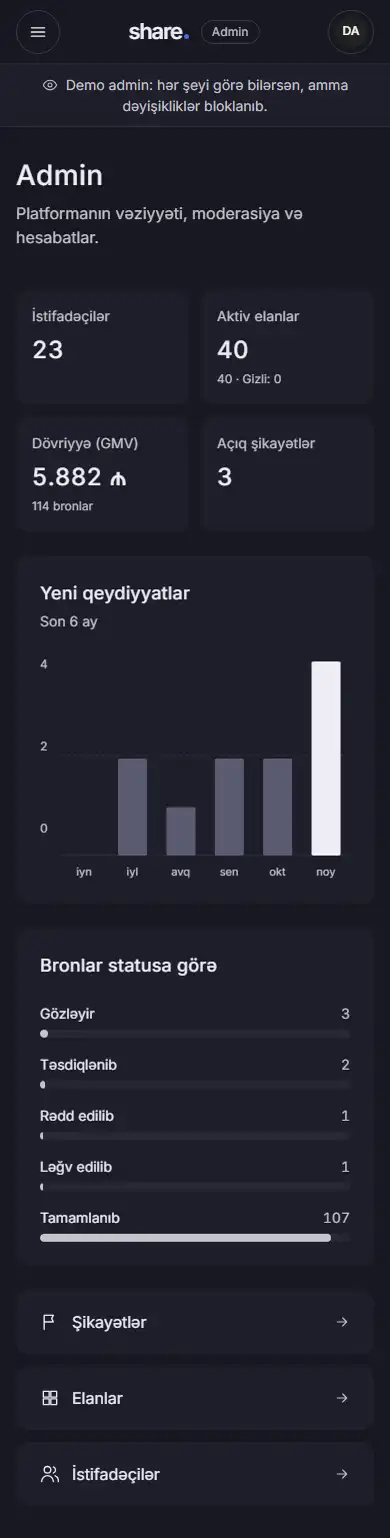 share. Admin DA
Demo admin: hər şeyi görə bilərsən, amma
dəyişikliklər bloklanıb.
Admin
Platformanın vəziyyəti, moderasiya və
hesabatlar.
İstifadəçilər
23
Aktiv elanlar
40
40 · Gizli: 0
Dövriyyə (GMV)
5.882 ₼
114 bronlar
Açıq şikayətlər
3
Yeni qeydiyyatlar
Son 6 ay
4
2
0
iyn iyl avq sen okt noy
Bronlar statusa görə
Gözləyir 3
Təsdiqlənib 2
Rədd edilib 1
Ləğv edilib 1
Tamamlanıb 107
Şikayətlər
Elanlar
İstifadəçilər